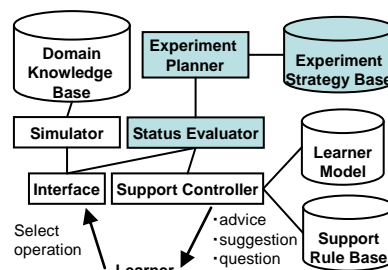 Domain
Knowledge
Base
Experiment
Planner
Experiment
Strategy Base
Simulator
Status Evaluator
Interface
Support Controller
Learner
Model
Select
operation
・advice
・suggestion
・question
Support
Rule Base
Learner